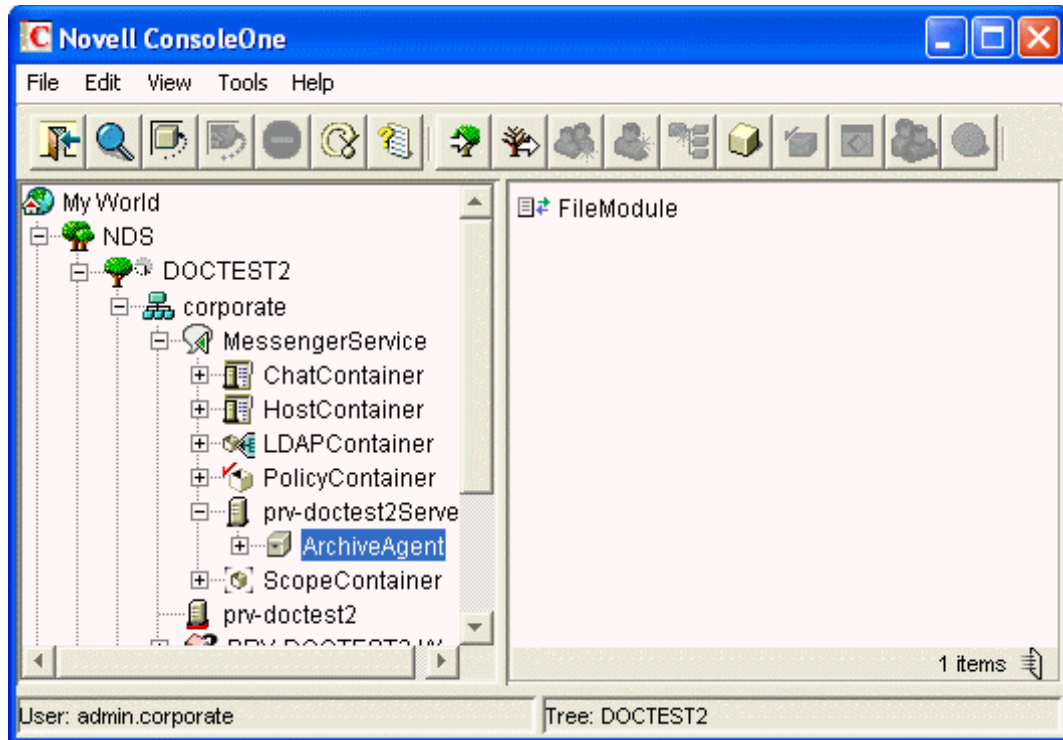 Novell ConsoleOne
File Edit View Tools Help
My World
NDS
DOCTEST2
corporate
MessengerService
ChatContainer
HostContainer
LDAPContainer
PolicyContainer
prv-doctest2Serve
ArchiveAgent
ScopeContainer
prv-doctest2
FileModule
1 items
User: admin.corporate
Tree: DOCTEST2